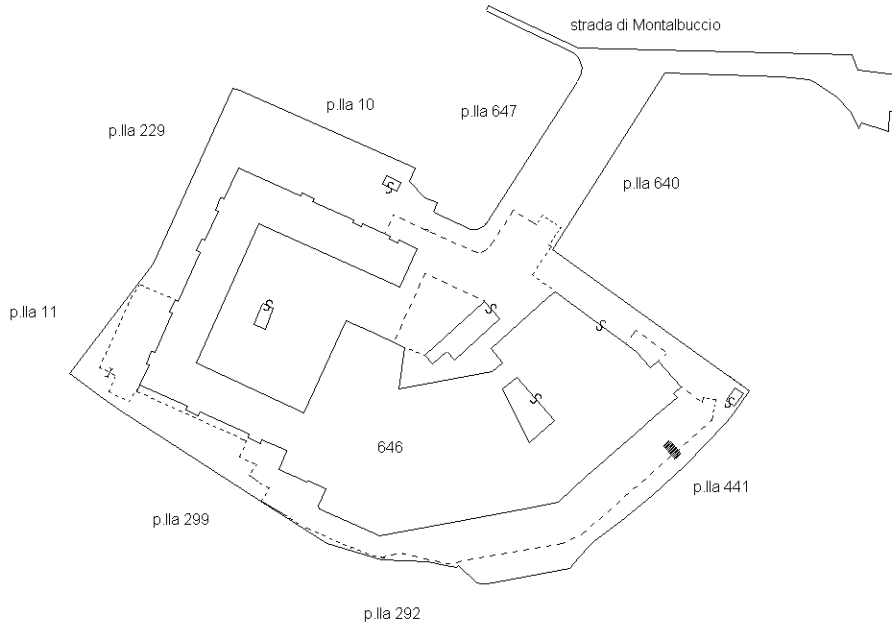 strada di Montalbuccio
p.lla 10
p.lla 647
p.lla 229
p.lla 640
p.lla 11
646
p.lla 441
p.lla 299
p.lla 292